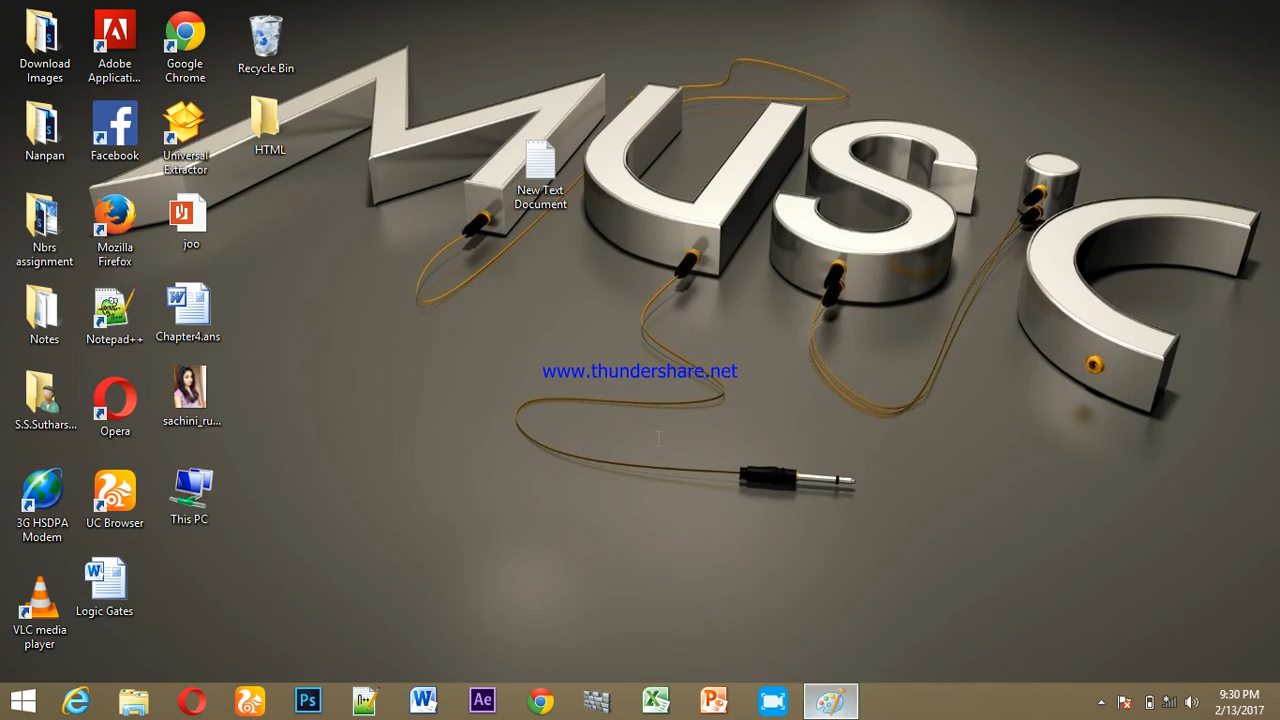 Download Images
Adobe Applicati...
Google Chrome
Recycle Bin
Nanpan
Facebook
Universal Extractor
HTML
New Text Document
Nbrs assignment
Mozilla Firefox
joo
Notes
Notepad++
Chapter4.ans
S.S.Suthars...
Opera
sachini_ru...
www.thundershare.net
3G HSDPA Modem
UC Browser
This PC
VLC media player
Logic Gates
MUSiC
9:30 PM
2/13/2017